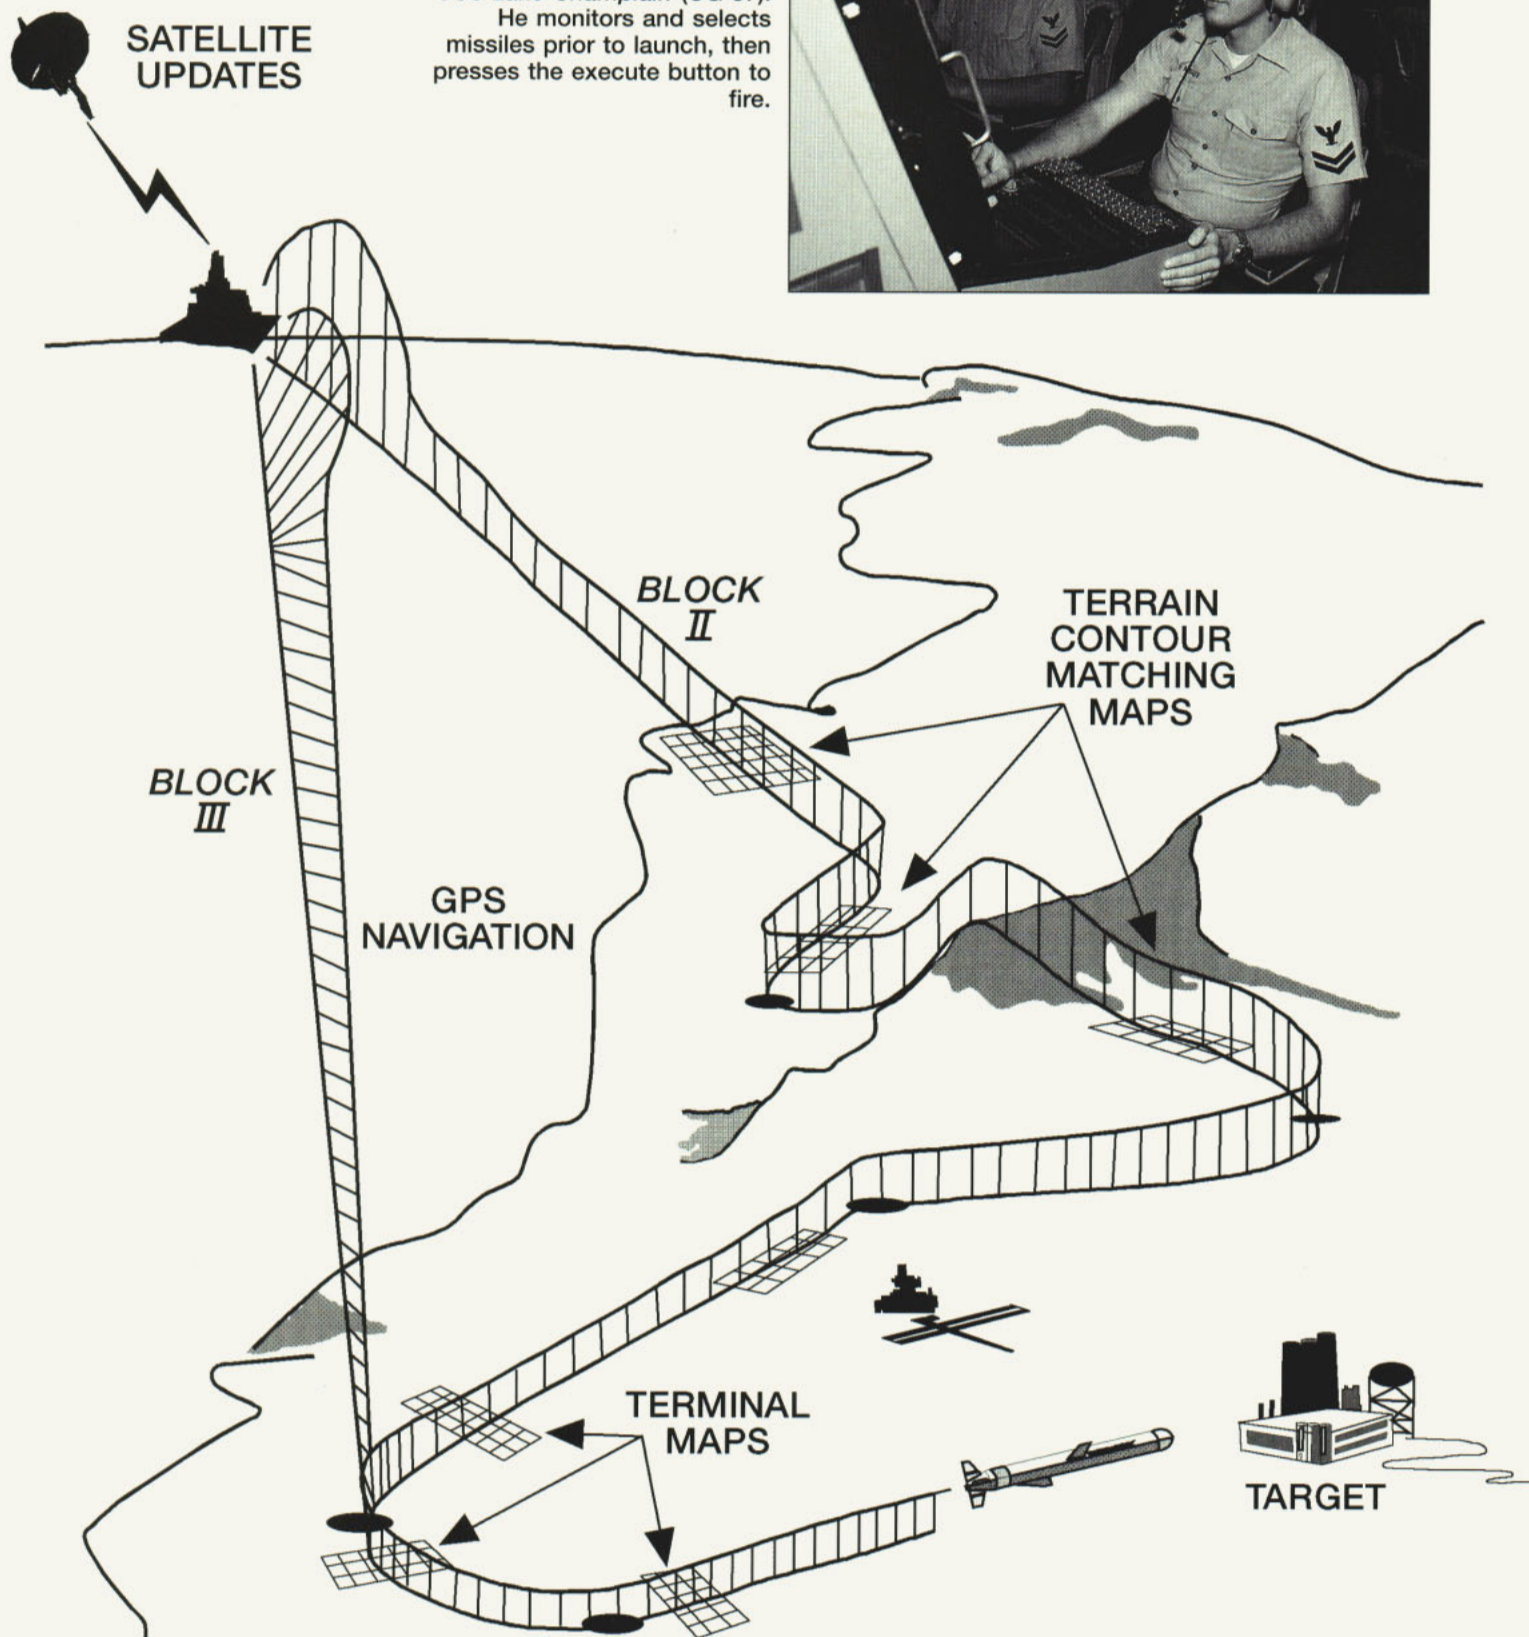 He monitors and selects
missiles prior to launch, then
presses the execute button to
fire.
SATELLITE
UPDATES
BLOCK
II
TERRAIN
CONTOUR
MATCHING
MAPS
BLOCK
III
GPS
NAVIGATION
TERMINAL
MAPS
TARGET